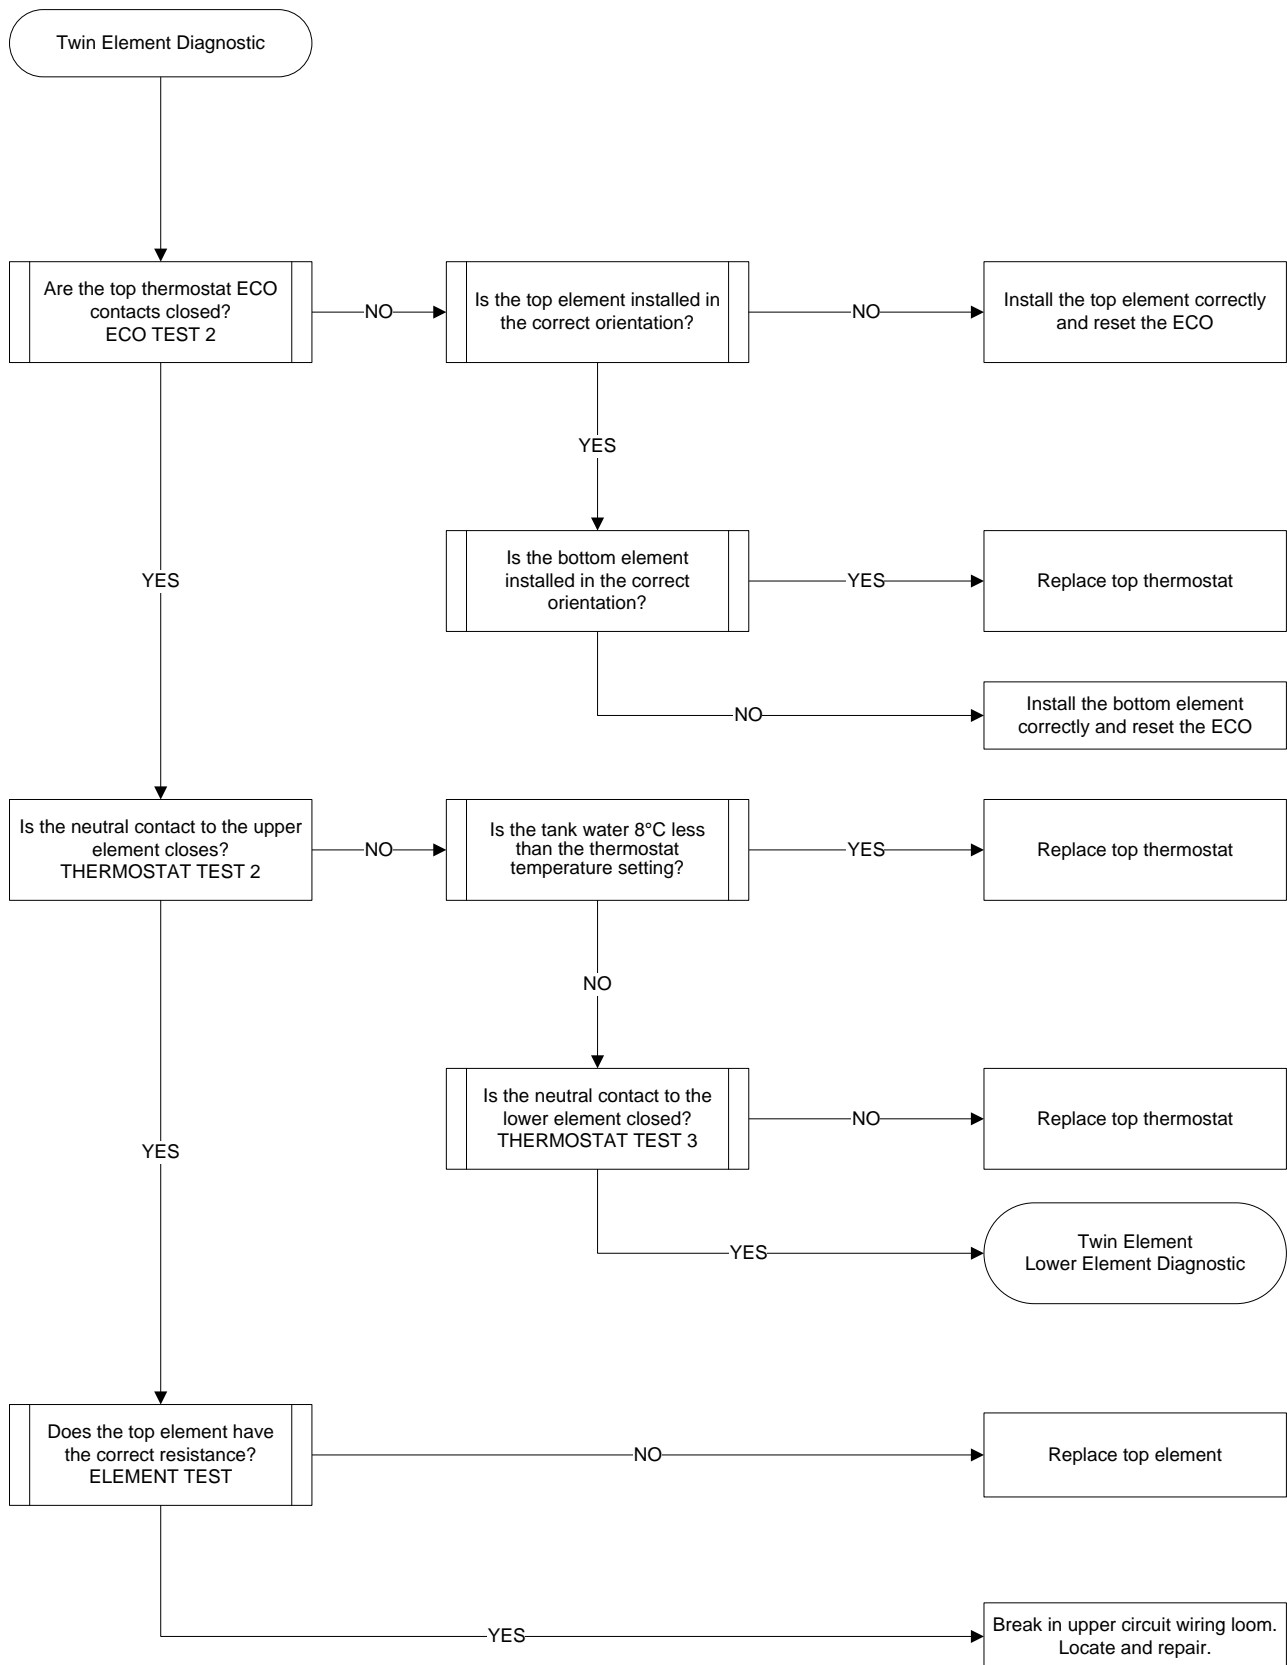 Twin Element Diagnostic
Are the top thermostat ECO
contacts closed?
ECO TEST 2
NO
Is the top element installed in
the correct orientation?
NO
Install the top element correctly
and reset the ECO
YES
YES
Is the bottom element
installed in the correct
orientation?
YES
Replace top thermostat
NO
Install the bottom element
correctly and reset the ECO
Is the neutral contact to the upper
element closes?
THERMOSTAT TEST 2
NO
Is the tank water 8°C less
than the thermostat
temperature setting?
YES
Replace top thermostat
NO
YES
Is the neutral contact to the
lower element closed?
THERMOSTAT TEST 3
NO
Replace top thermostat
YES
Twin Element
Lower Element Diagnostic
Does the top element have
the correct resistance?
ELEMENT TEST
NO
Replace top element
YES
Break in upper circuit wiring loom.
Locate and repair.